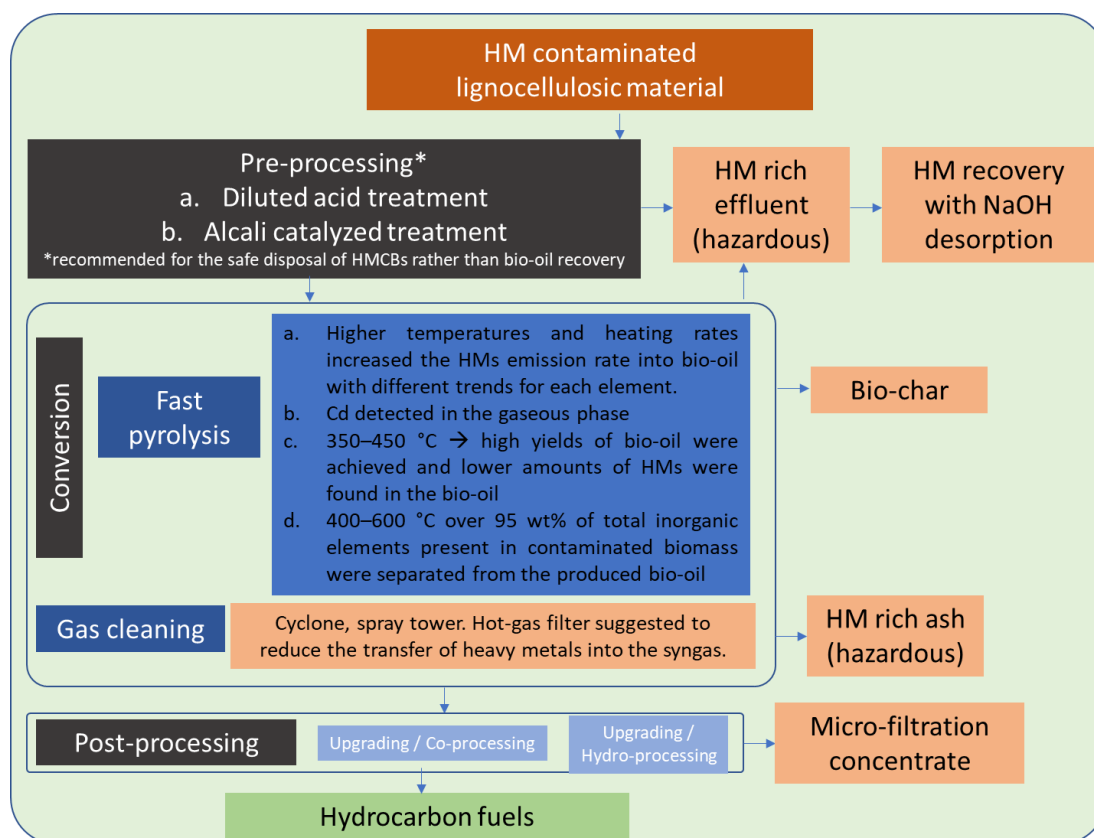 HM contaminated
lignocellulosic material
Pre-processing*
a. Diluted acid treatment
b. Alcali catalyzed treatment
*recommended for the safe disposal of HMCBs rather than bio-oil recovery
HM rich
effluent
(hazardous)
HM recovery
with NaOH
desorption
Conversion
Fast
pyrolysis
a. Higher temperatures and heating rates
increased the HMs emission rate into bio-oil
with different trends for each element.
b. Cd detected in the gaseous phase
c. 350–450 °C → high yields of bio-oil were
achieved and lower amounts of HMs were
found in the bio-oil
d. 400–600 °C over 95 wt% of total inorganic
elements present in contaminated biomass
were separated from the produced bio-oil
Bio-char
Gas cleaning
Cyclone, spray tower. Hot-gas filter suggested to
reduce the transfer of heavy metals into the syngas.
HM rich ash
(hazardous)
Post-processing
Upgrading / Co-processing
Upgrading /
Hydro-processing
Micro-filtration
concentrate
Hydrocarbon fuels